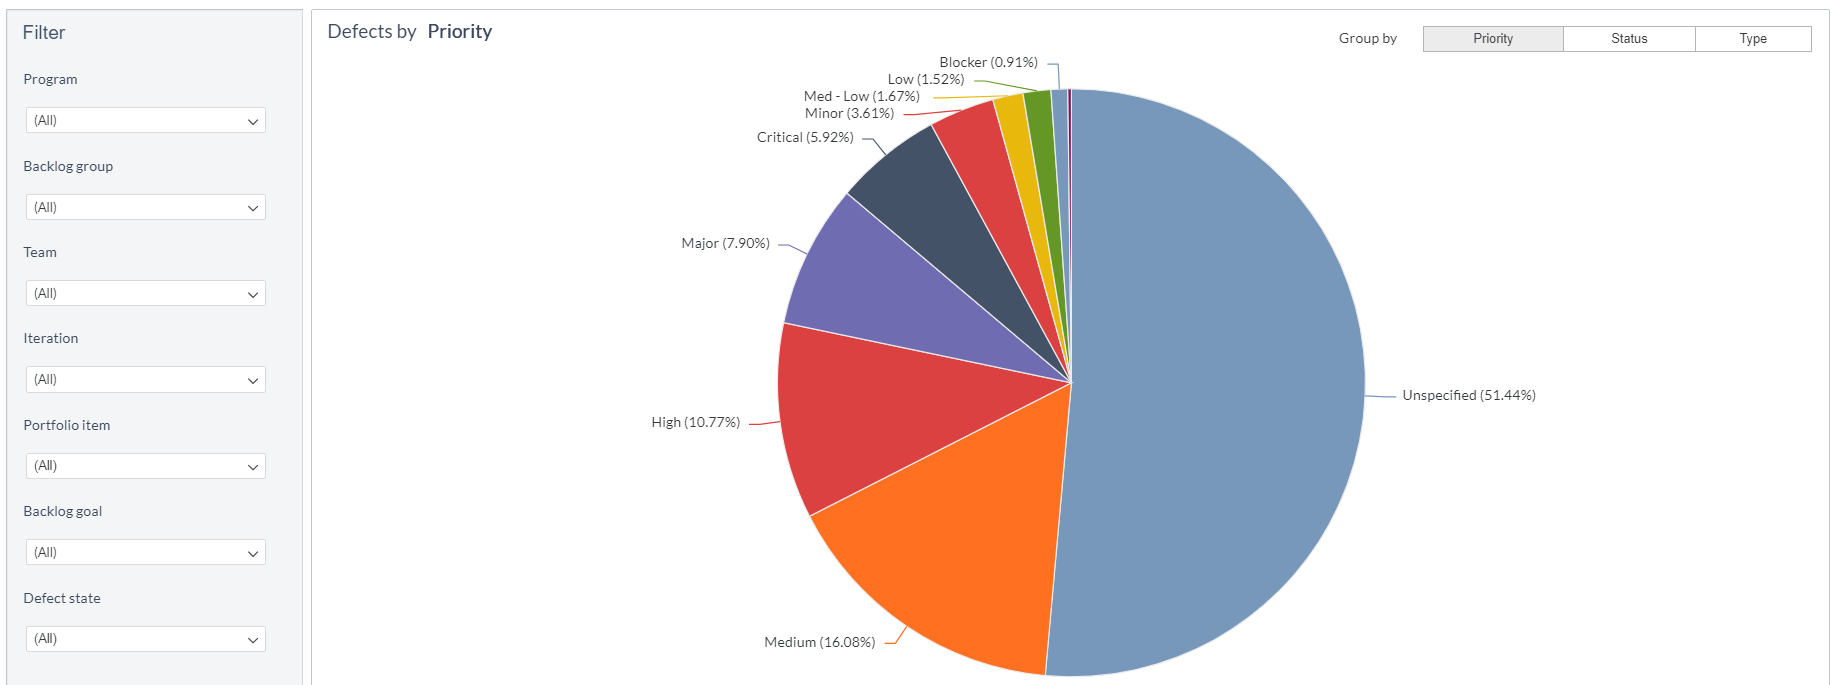 Filter
Program
(All)
Backlog group
(All)
Team
(All)
Iteration
(All)
Portfolio item
(All)
Backlog goal
(All)
Defect state
(All)
Defects by Priority
Group by Priority Status Type
Blocker (0.91%)
Low (1.52%)
Med - Low (1.67%)
Minor (3.61%)
Critical (5.92%)
Major (7.90%)
High (10.77%)
Medium (16.08%)
Unspecified (51.44%)